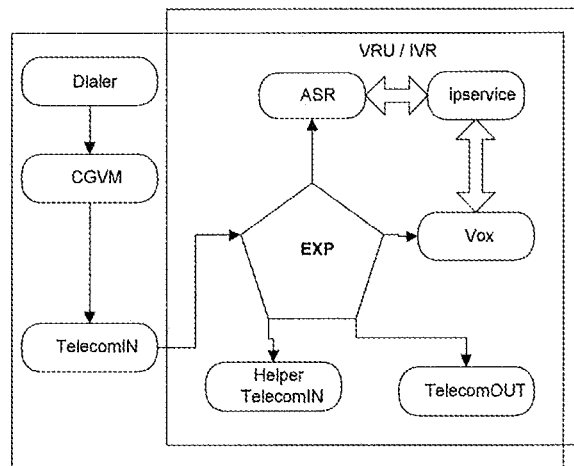 VRU / IVR
Dialer
ASR
ipservice
CGVM
EXP
Vox
TelecomIN
Helper
TelecomIN
TelecomOUT